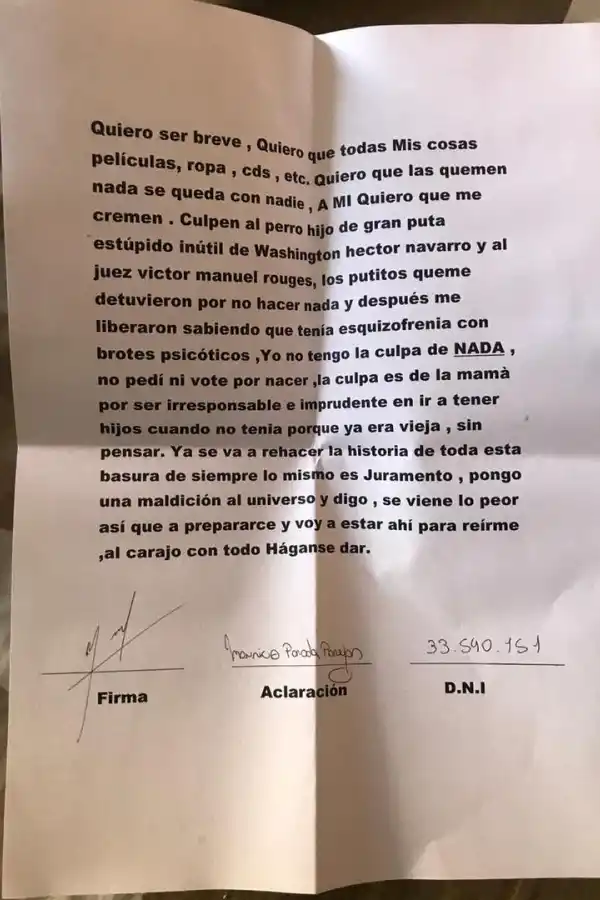 Quiero ser breve , Quiero que todas Mis cosas
películas, ropa , cds , etc. Quiero que las quemen
nada se queda con nadie , A MI Quiero que me
cremen . Culpen al perro hijo de gran puta
estúpido inútil de Washington hector navarro y al
juez victor manuel rouges, los putitos queme
detuvieron por no hacer nada y después me
liberaron sabiendo que tenía esquizofrenia con
brotes psicóticos ,Yo no tengo la culpa de NADA ,
no pedí ni vote por nacer ,la culpa es de la mamà
por ser irresponsable e imprudente en ir a tener
hijos cuando no tenia porque ya era vieja , sin
pensar. Ya se va a rehacer la historia de toda esta
basura de siempre lo mismo es Juramento , pongo
una maldición al universo y digo , se viene lo peor
así que a prepararce y voy a estar ahí para reírme
,al carajo con todo Háganse dar.
33.590.151
Firma
Aclaración
D.N.I